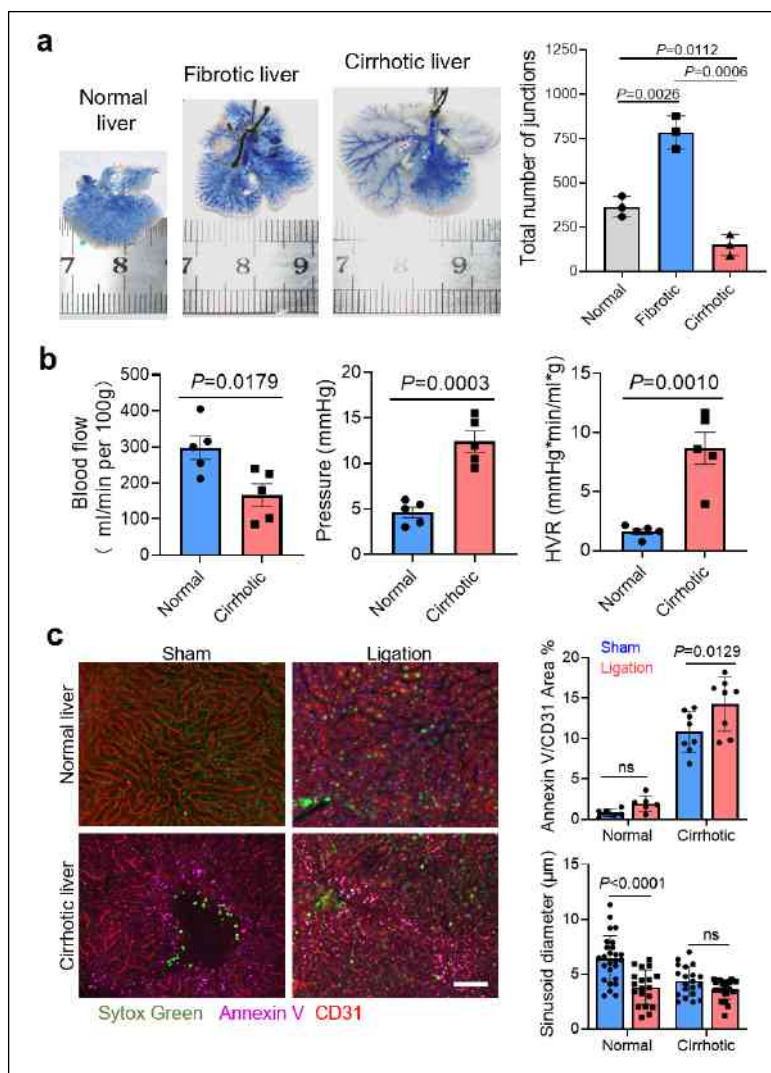 a
Normal
liver
Fibrotic liver
Cirrhotic liver
7 8
7 8 9
7 8 9
Total number of junctions
1250
1000
750
500
250
0
P=0.0112
P=0.0006
P=0.0026
Normal
Fibrotic
Cirrhotic
b
Blood flow
( ml/min per 100g)
500
400
300
200
100
0
P=0.0179
Normal
Cirrhotic
Pressure (mmHg)
20
15
10
5
0
P=0.0003
Normal
Cirrhotic
HVR (mmHg*min/ml*g)
15
10
5
0
P=0.0010
Normal
Cirrhotic
c
Sham
Ligation
Normal liver
Cirrhotic liver
Sytox Green Annexin V CD31
Annexin V/CD31 Area %
20
15
10
5
0
Sham
Ligation
P=0.0129
ns
Normal
Cirrhotic
Sinusoid diameter (μm)
15
10
5
0
P<0.0001
ns
Normal
Cirrhotic